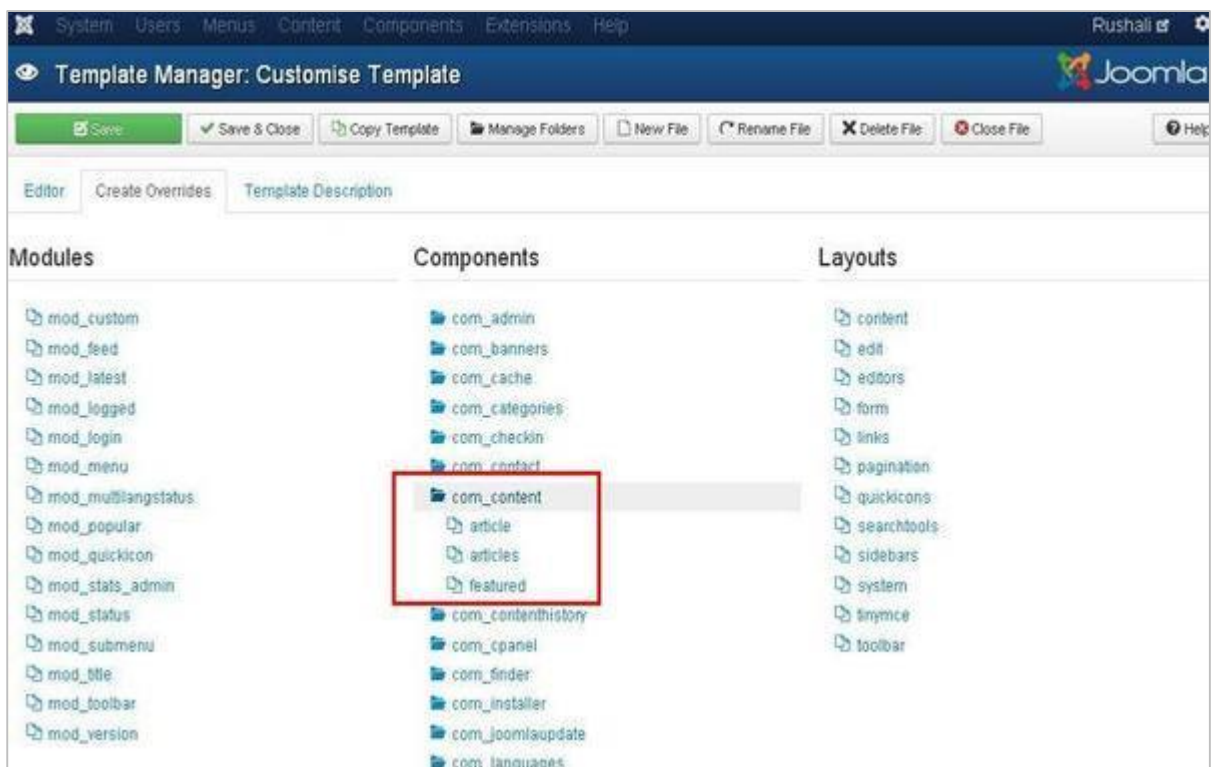 System Users Menus Content Components Extensions Help Rushali
Template Manager: Customise Template Joomla
Save Save & Close Copy Template Manage Folders New File Rename File Delete File Close File Help
Editor Create Overrides Template Description
Modules
mod_custom
mod_feed
mod_latest
mod_logged
mod_login
mod_menu
mod_multilangstatus
mod_popular
mod_quickicon
mod_stats_admin
mod_status
mod_submenu
mod_title
mod_toolbar
mod_version
Components
com_admin
com_banners
com_cache
com_categories
com_checkin
com_contact
com_content
article
articles
featured
com_contenthistory
com_cpanel
com_finder
com_installer
com_joomlaupdate
com_languages
Layouts
content
edit
editors
form
links
pagination
quickicons
searchtools
sidebars
system
tinymce
toolbar